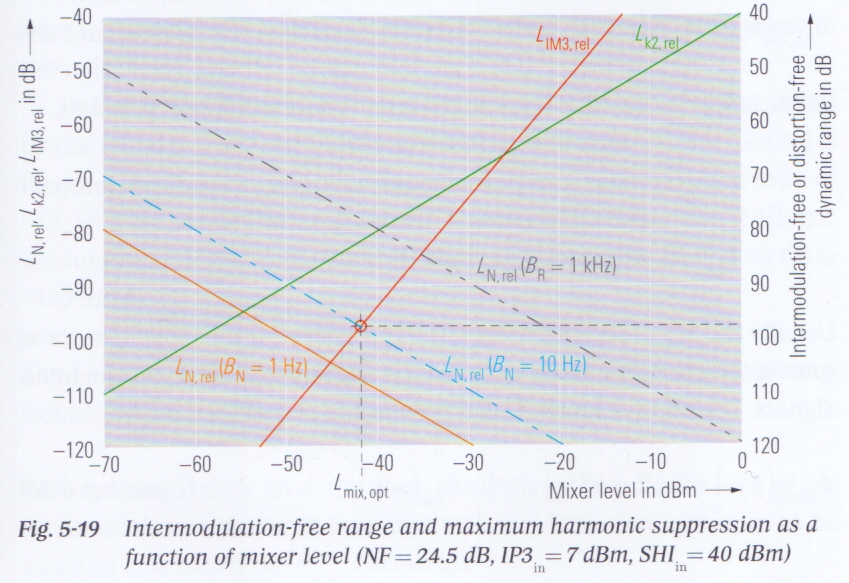 L_N, rel, L_k2,rel, L_IM3, rel in dB
−40
−50
−60
−70
−80
−90
−100
−110
−120
L_IM3, rel
L_k2, rel
L_N, rel (B_R = 1 kHz)
L_N, rel (B_N = 1 Hz)
L_N, rel (B_N = 10 Hz)
40
50
60
70
80
90
100
110
120
Intermodulation-free or distortion-free
dynamic range in dB
−70 −60 −50 −40 −30 −20 −10 0
L_mix, opt
Mixer level in dBm
Fig. 5-19 Intermodulation-free range and maximum harmonic suppression as a
function of mixer level (NF = 24.5 dB, IP3_in = 7 dBm, SHI_in = 40 dBm)